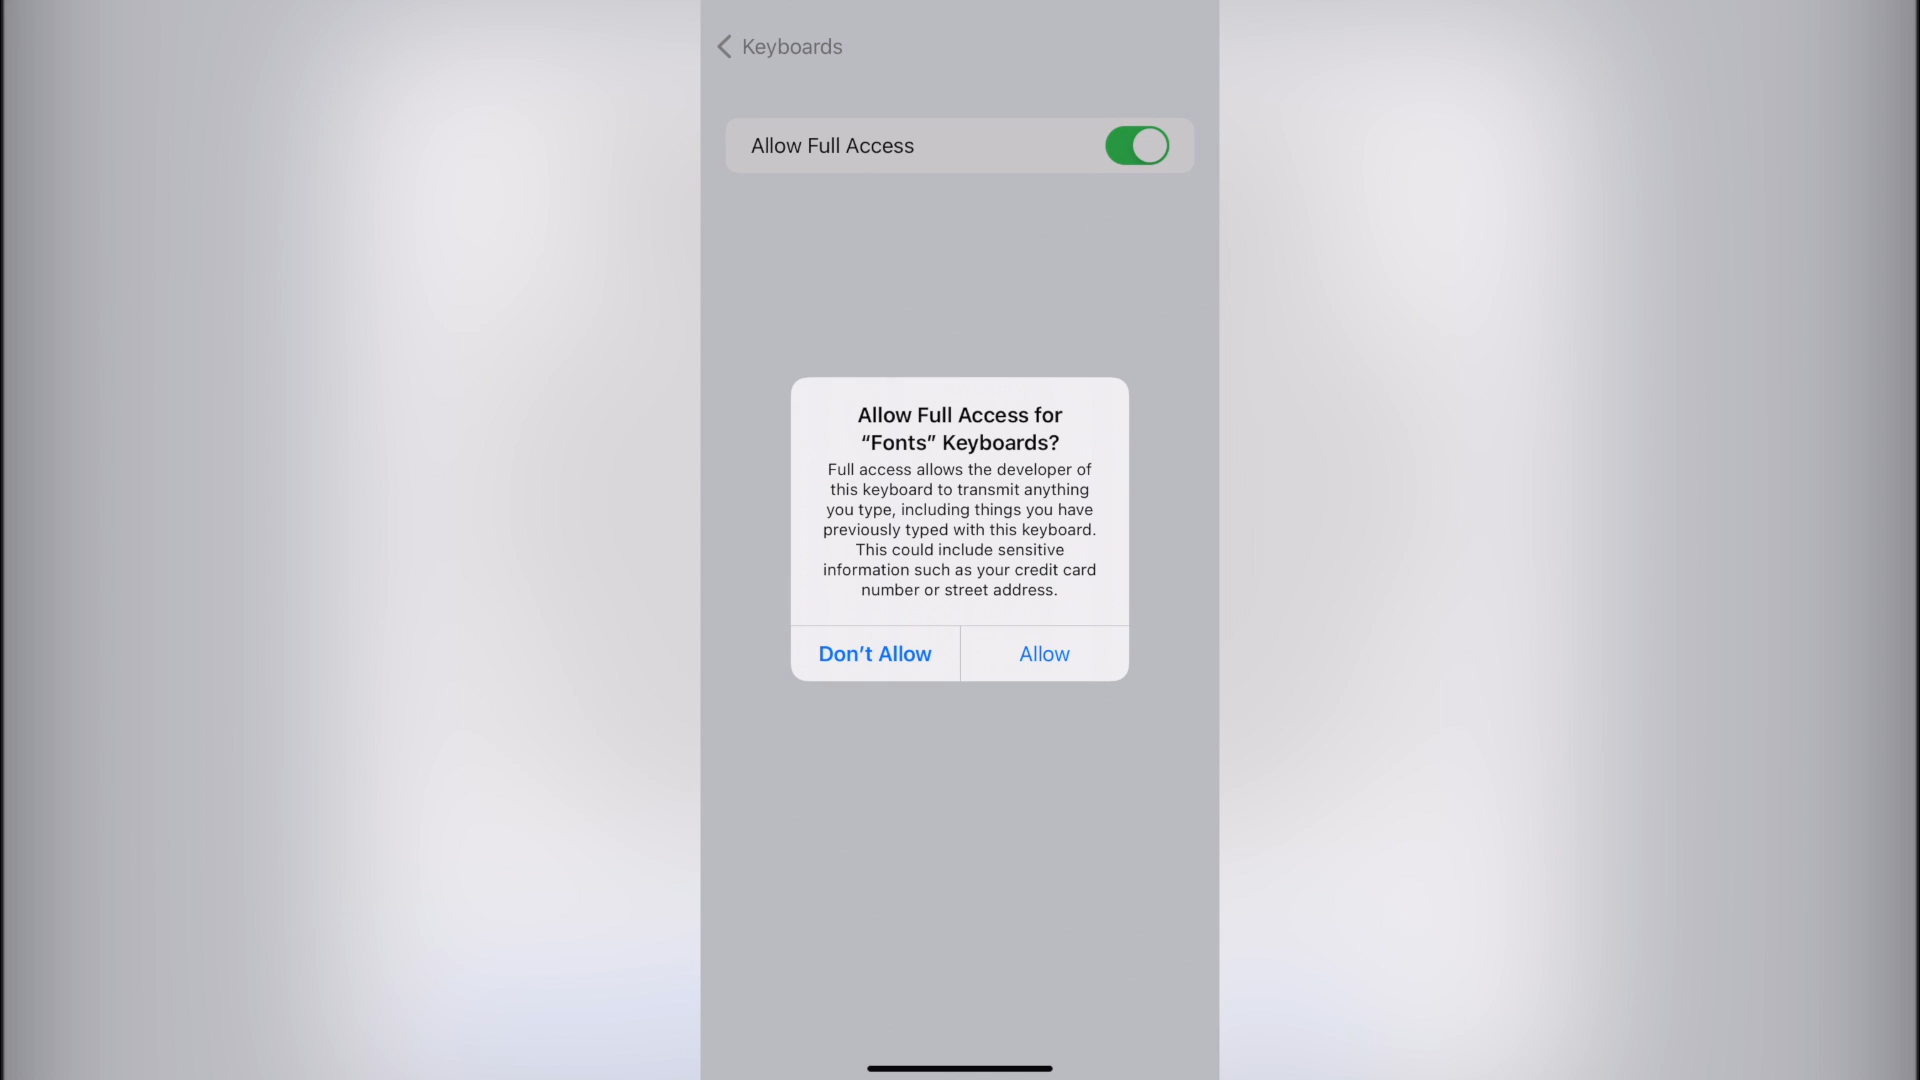 Keyboards
Allow Full Access
Allow Full Access for
“Fonts” Keyboards?
Full access allows the developer of
this keyboard to transmit anything
you type, including things you have
previously typed with this keyboard.
This could include sensitive
information such as your credit card
number or street address.
Don’t Allow
Allow